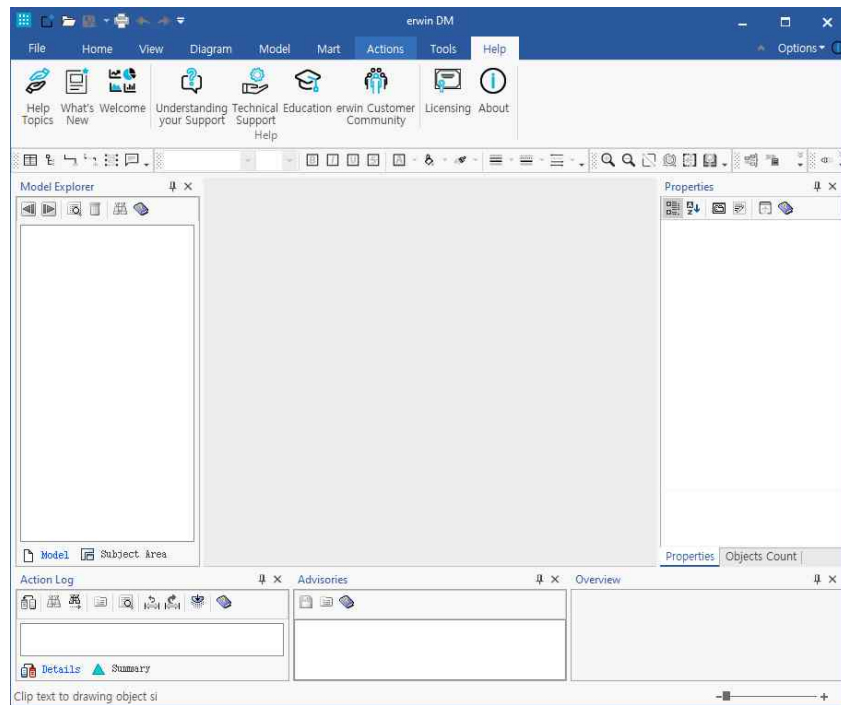 erwin DM
File Home View Diagram Model Mart Actions Tools Help Options
Help Topics What's New Welcome Understanding your Support Technical Support Education erwin Customer Community Licensing About
Help
Model Explorer
Properties
Model Subject Area
Properties Objects Count
Action Log
Advisories
Overview
Details Summary
Clip text to drawing object si